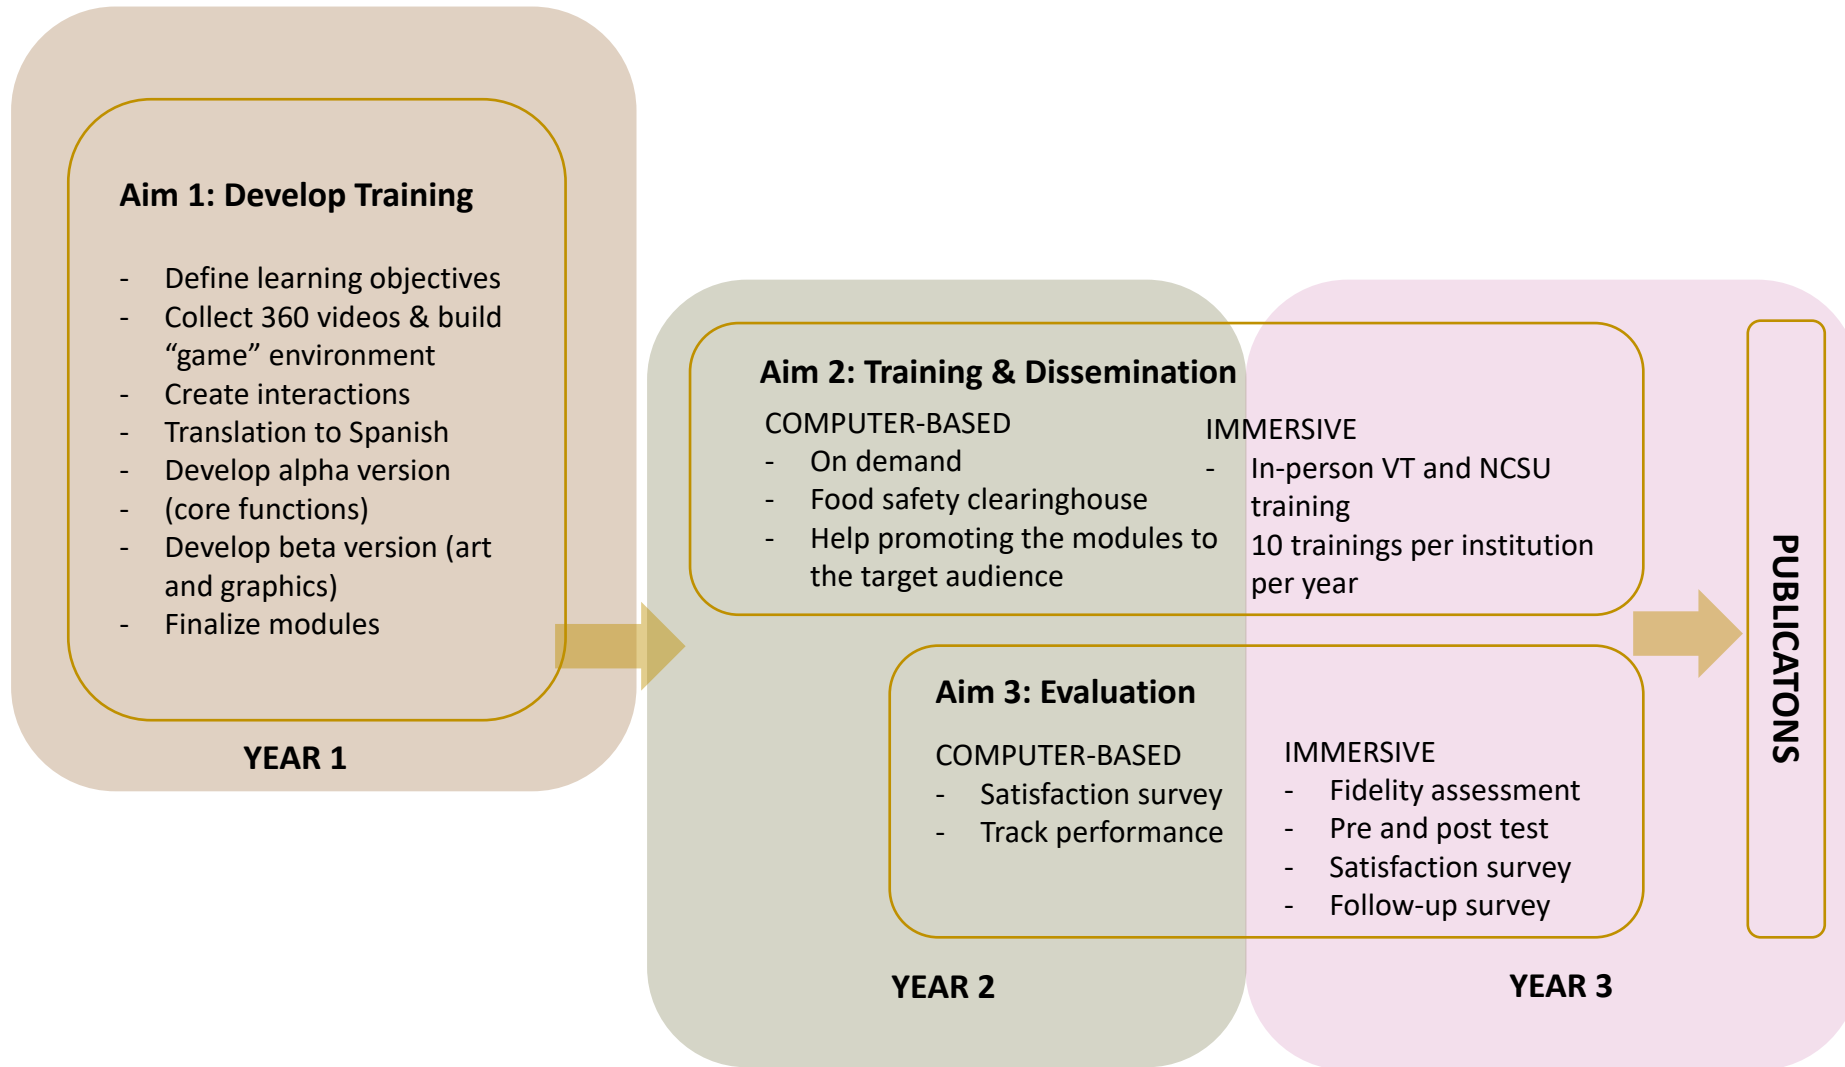 Aim 1: Develop Training
- Define learning objectives
- Collect 360 videos & build
“game” environment
- Create interactions
- Translation to Spanish
- Develop alpha version
- (core functions)
- Develop beta version (art
and graphics)
- Finalize modules
YEAR 1
Aim 2: Training & Dissemination
COMPUTER-BASED
- On demand
- Food safety clearinghouse
- Help promoting the modules to
the target audience
IMMERSIVE
- In-person VT and NCSU
training
10 trainings per institution
per year
Aim 3: Evaluation
COMPUTER-BASED
- Satisfaction survey
- Track performance
IMMERSIVE
- Fidelity assessment
- Pre and post test
- Satisfaction survey
- Follow-up survey
YEAR 2
YEAR 3
PUBLICATONS